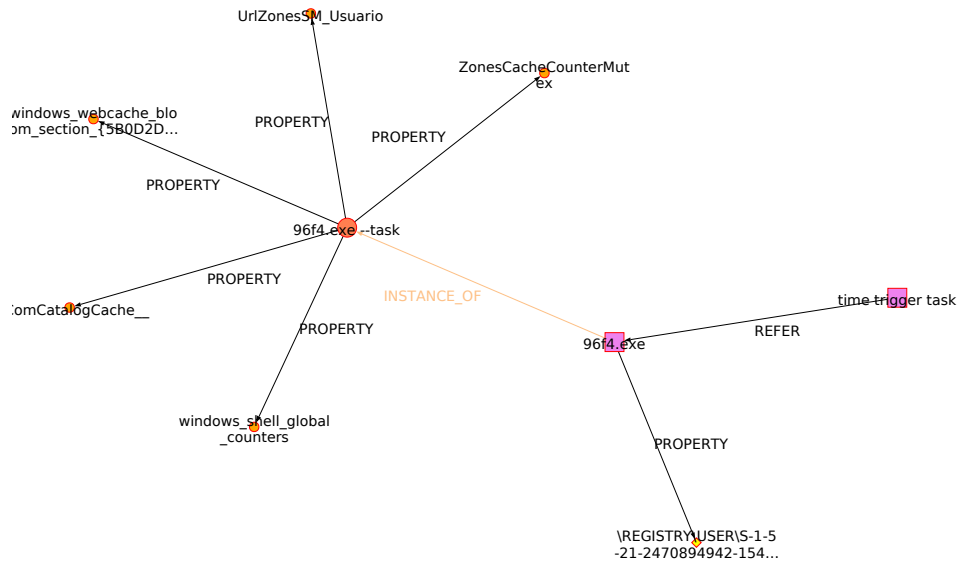 UrlZonesSM_Usuario
ZonesCacheCounterMut
ex
windows_webcache_blo
om_section_{5B0D2D…
PROPERTY
PROPERTY
PROPERTY
96f4.exe --task
PROPERTY
INSTANCE_OF
time trigger task
ComCatalogCache__
PROPERTY
REFER
96f4.exe
windows_shell_global
_counters
PROPERTY
\REGISTRY\USER\S-1-5
-21-2470894942-154…